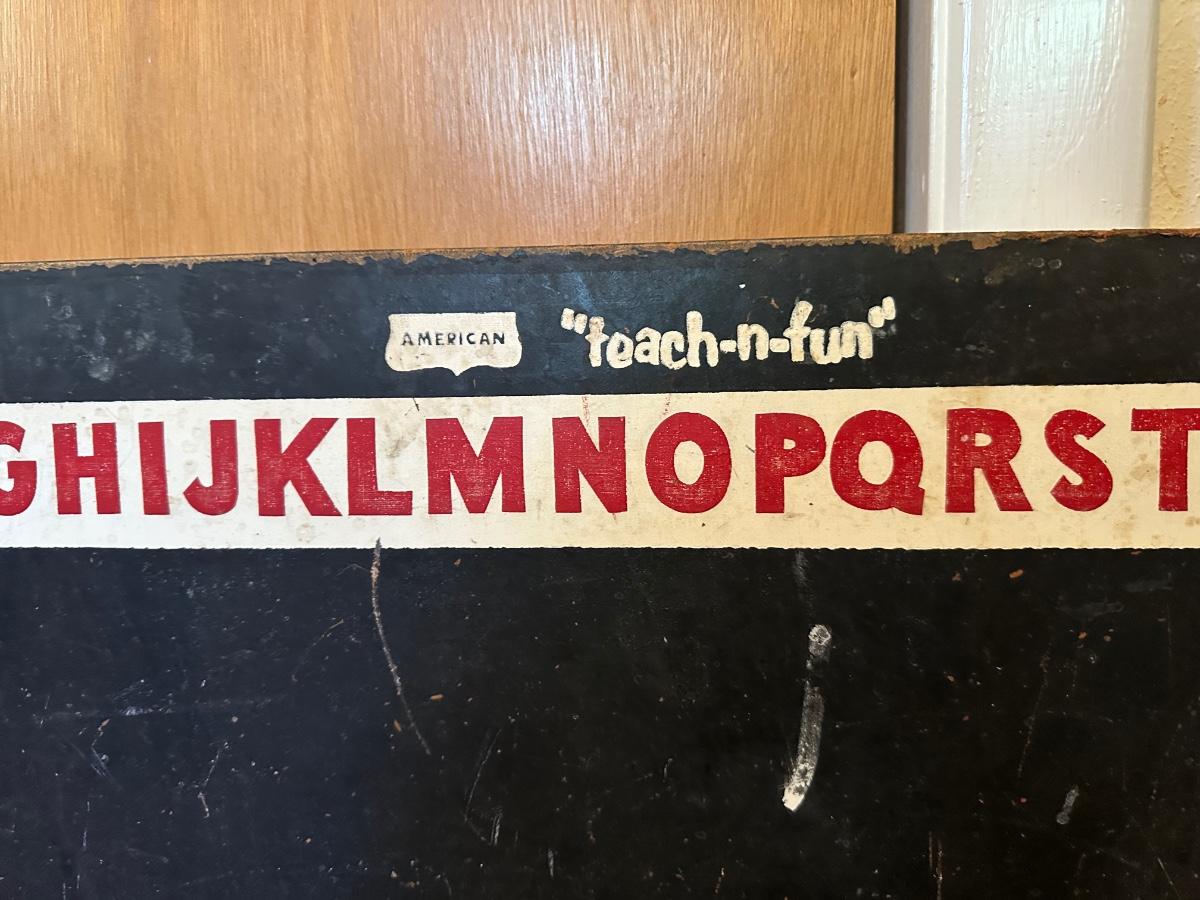 AMERICAN "teach-n-fun"
GHIJKLMNOPQRST